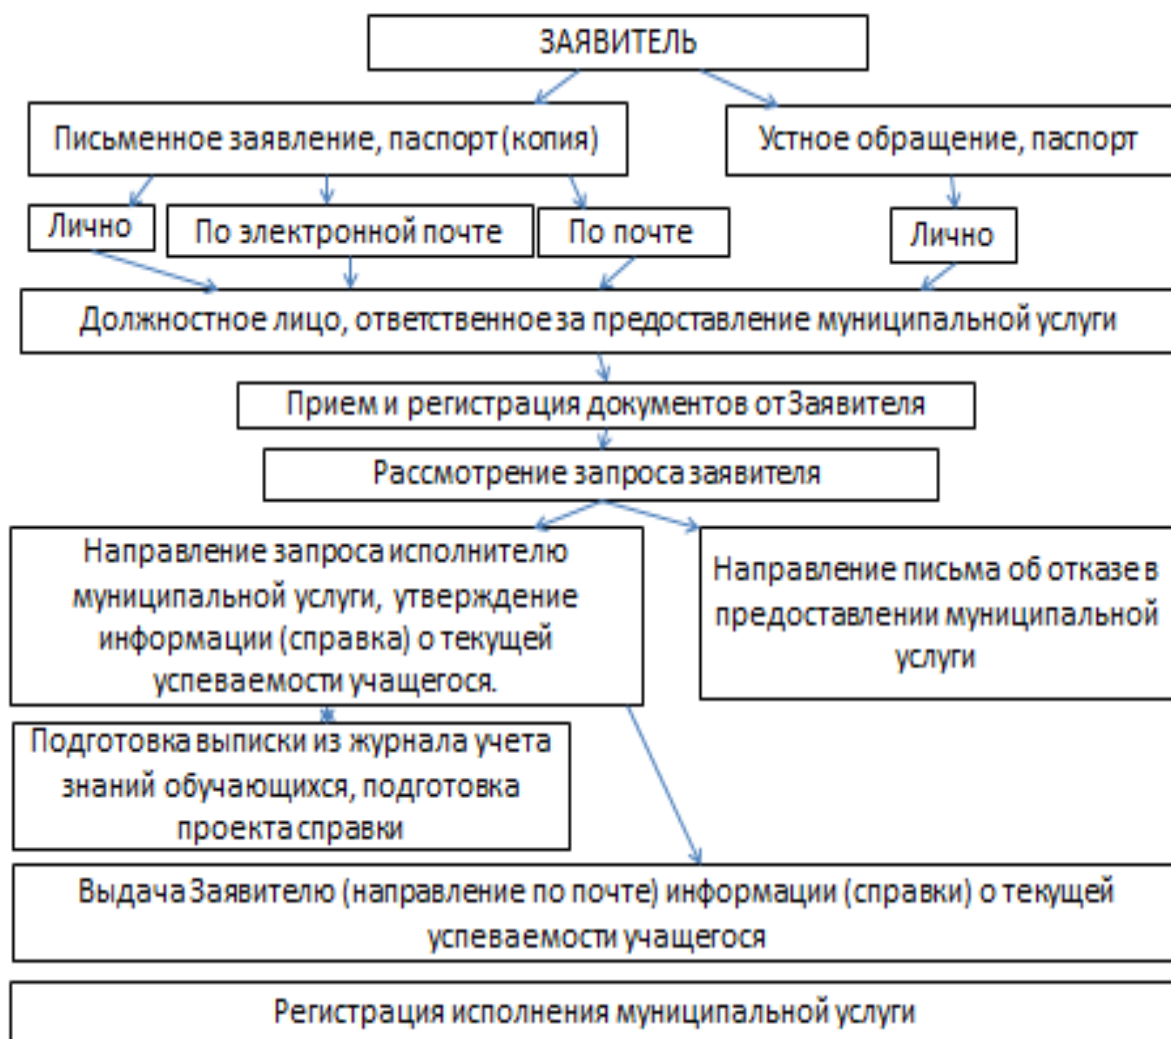 ЗАЯВИТЕЛЬ
Письменное заявление, паспорт (копия)
Устное обращение, паспорт
Лично
По электронной почте
По почте
Лично
Должностное лицо, ответственное за предоставление муниципальной услуги
Прием и регистрация документов от Заявителя
Рассмотрение запроса заявителя
Направление запроса исполнителю
муниципальной услуги, утверждение
информации (справка) о текущей
успеваемости учащегося.
Направление письма об отказе в
предоставлении муниципальной
услуги
Подготовка выписки из журнала учета
знаний обучающихся, подготовка
проекта справки
Выдача Заявителю (направление по почте) информации (справки) о текущей
успеваемости учащегося
Регистрация исполнения муниципальной услуги